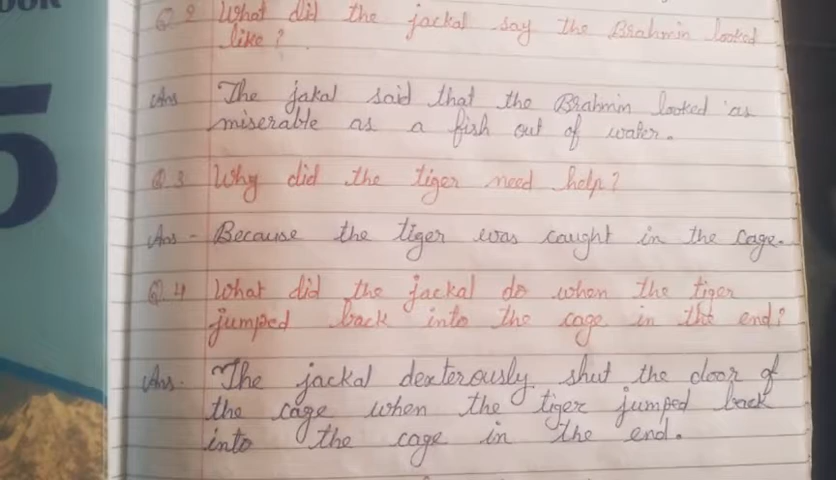 5
Q 2 What did the jackal say the Brahmin looked
like?
Ans The jakal said that the Brahmin looked as
miserable as a fish out of water.
Q 3 Why did the tiger need help?
Ans - Because the tiger was caught in the cage.
Q.4 What did the jackal do when the tiger
jumped back into the cage in the end?
Ans. The jackal dexterously shut the door of
the cage when the tiger jumped back
into the cage in the end.